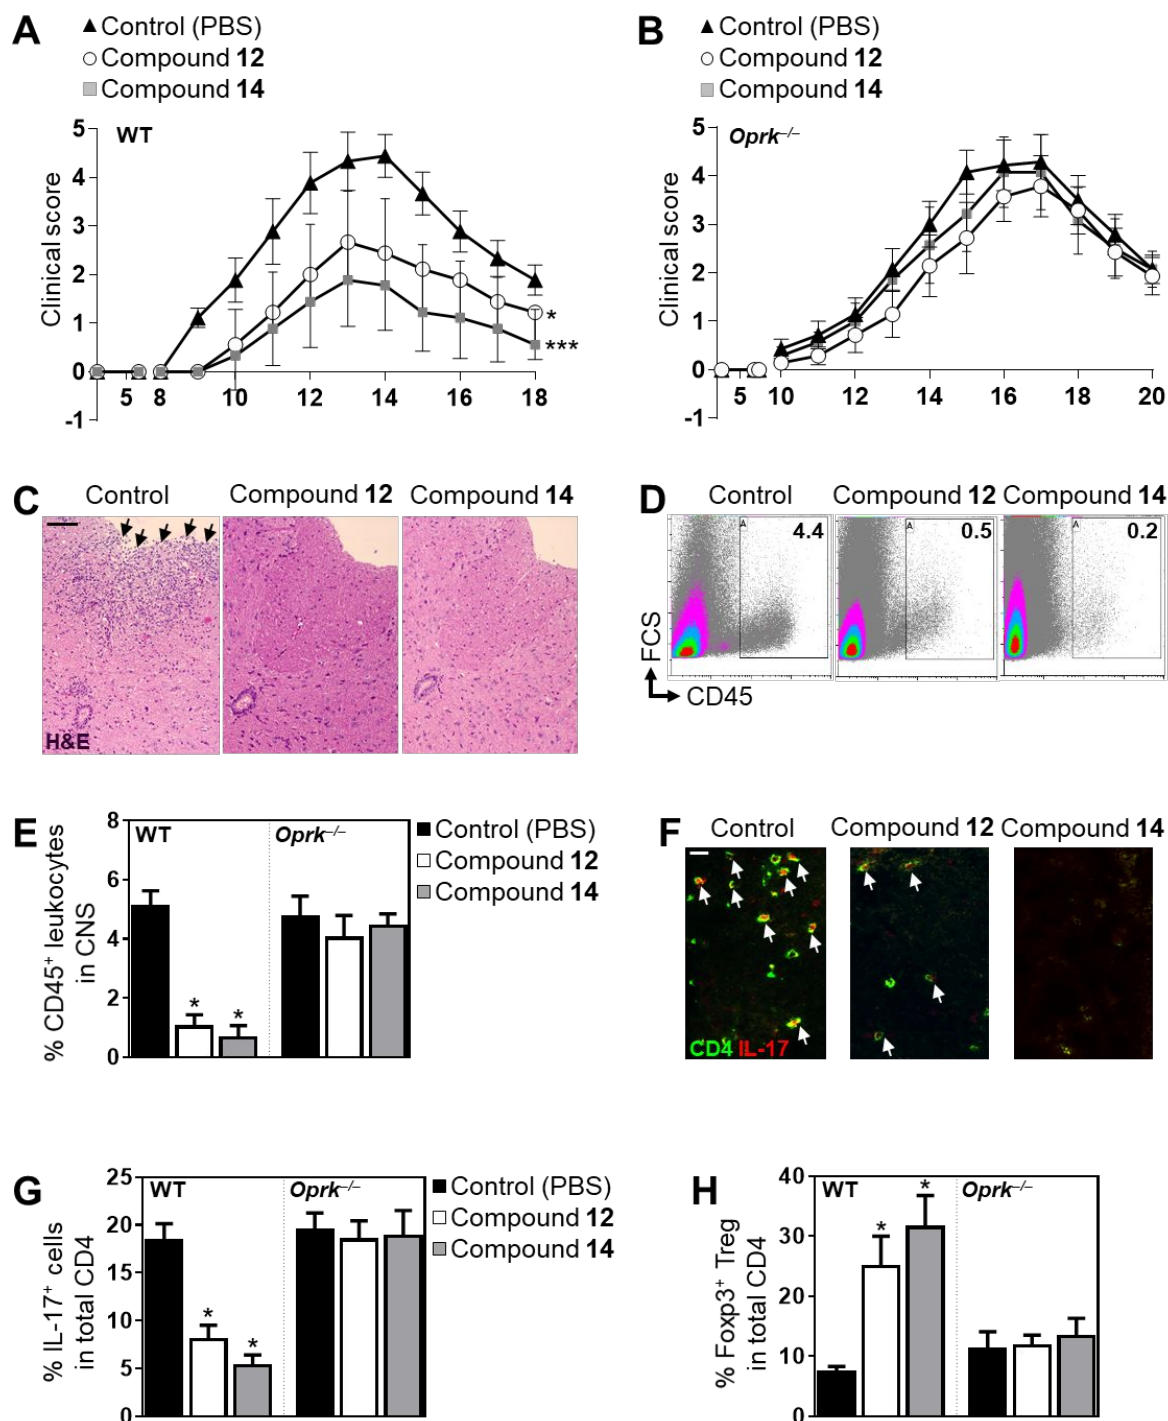 A
Control (PBS)
Compound 12
Compound 14
WT
Clinical score
5
4
3
2
1
0
-1
5 8 10 12 14 16 18
*
***
B
Control (PBS)
Compound 12
Compound 14
Oprk–/–
Clinical score
5
4
3
2
1
0
-1
5 10 12 14 16 18 20
C
Control
Compound 12
Compound 14
H&E
D
Control
Compound 12
Compound 14
A 4.4
A 0.5
A 0.2
FCS
CD45
E
WT
Oprk–/–
Control (PBS)
Compound 12
Compound 14
% CD45+ leukocytes
in CNS
8
6
4
2
0
* *
F
Control
Compound 12
Compound 14
CD4 IL-17
G
WT
Oprk–/–
Control (PBS)
Compound 12
Compound 14
% IL-17+ cells
in total CD4
25
20
15
10
5
0
* *
H
WT
Oprk–/–
% Foxp3+ Treg
in total CD4
40
30
20
10
0
* *